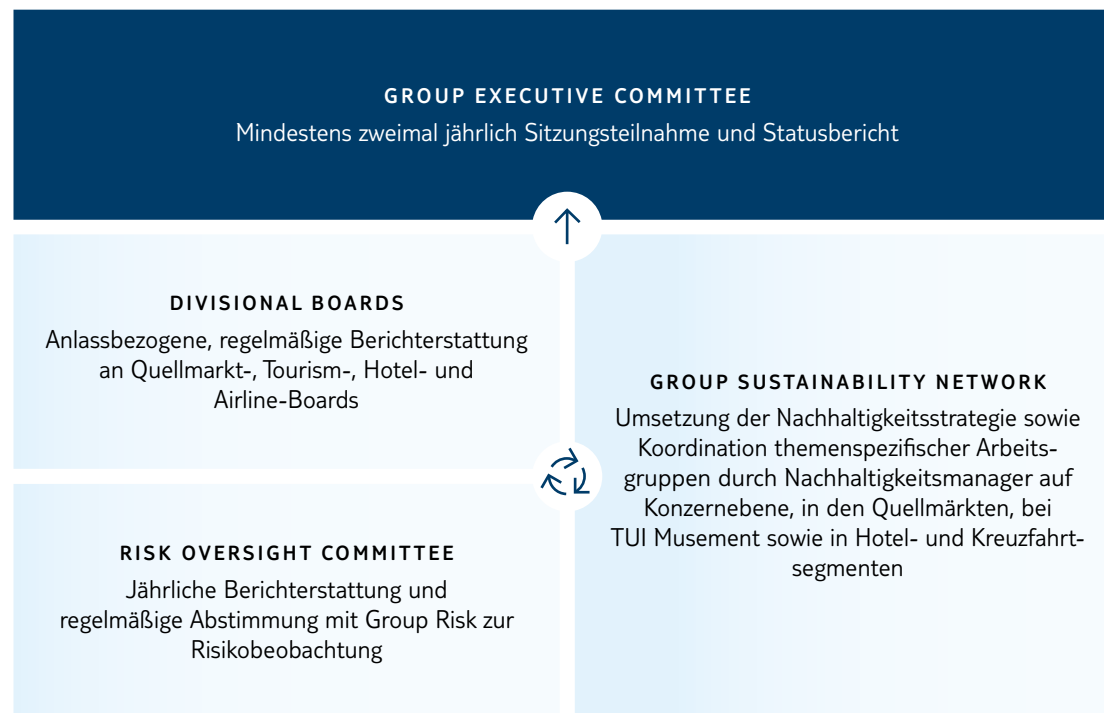 GROUP EXECUTIVE COMMITTEE
Mindestens zweimal jährlich Sitzungsteilnahme und Statusbericht
DIVISIONAL BOARDS
Anlassbezogene, regelmäßige Berichterstattung
an Quellmarkt-, Tourism-, Hotel- und
Airline-Boards
RISK OVERSIGHT COMMITTEE
Jährliche Berichterstattung und
regelmäßige Abstimmung mit Group Risk zur
Risikobeobachtung
GROUP SUSTAINABILITY NETWORK
Umsetzung der Nachhaltigkeitsstrategie sowie
Koordination themenspezifischer Arbeits-
gruppen durch Nachhaltigkeitsmanager auf
Konzernebene, in den Quellmärkten, bei
TUI Musement sowie in Hotel- und Kreuzfahrt-
segmenten